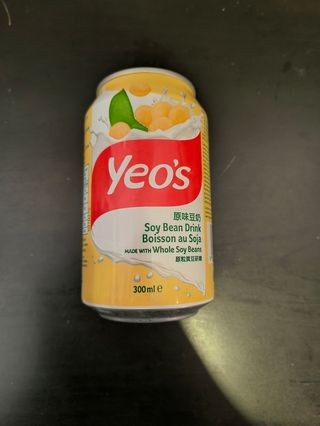 Yeo's
原味豆奶
Soy Bean Drink
Boisson au Soja
MADE WITH Whole Soy Beans
300ml e